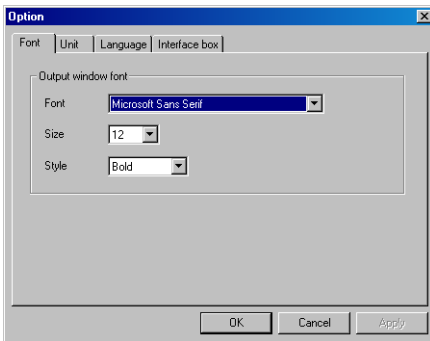 Option
Font Unit Language Interface box
Output window font
Font Microsoft Sans Serif
Size 12
Style Bold
OK Cancel Apply